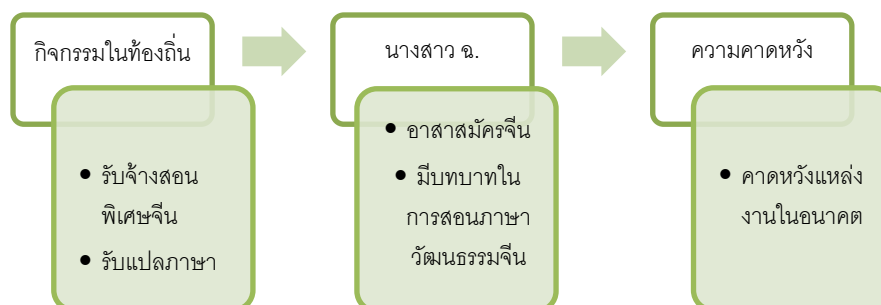 กิจกรรมในท้องถิ่น
• รับจ้างสอน
พิเศษจีน
• รับแปลภาษา
นางสาว ฉ.
• อาสาสมัครจีน
• มีบทบาทใน
การสอนภาษา
วัฒนธรรมจีน
ความคาดหวัง
• คาดหวังแหล่ง
งานในอนาคต